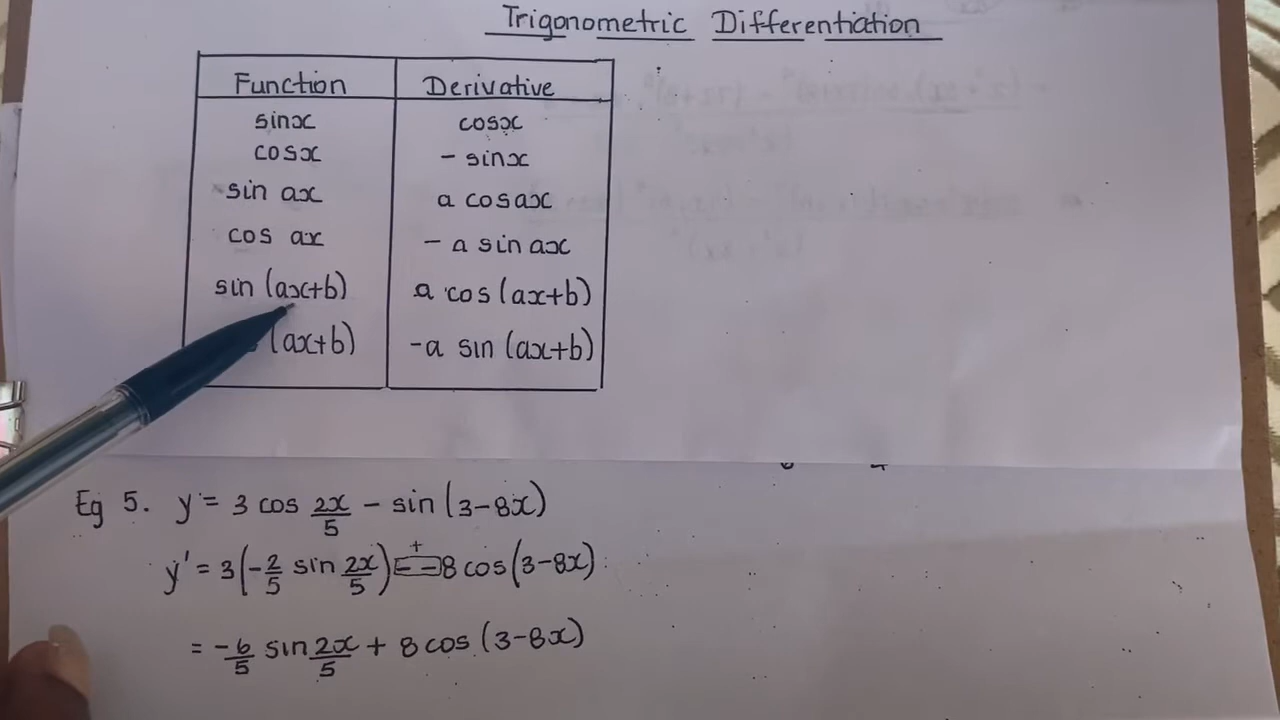 Trigonometric Differentiation
Function Derivative
sinx cosx
cosx - sinx
sin ax a cosax
cos ax - a sin ax
sin (ax+b) a cos (ax+b)
(ax+b) -a sin (ax+b)
Eg 5. y = 3 cos 2x/5 - sin (3-8x)
+
y' = 3(-2/5 sin 2x/5) - -8 cos(3-8x)
= -6/5 sin 2x/5 + 8 cos (3-8x)